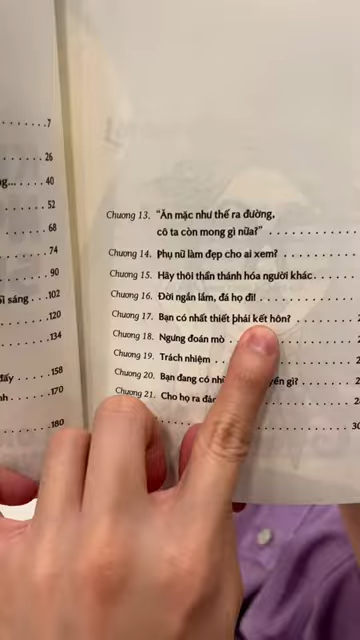 . . . . . . .7
. . . . . . 26
. . . . . 40
. . . . . . 52
. . . . . . 68
. . . . . . 74
. . . . . . 90
sáng . . .102
. . . . . .120
. . . . . .134
đấy . . . . .158
. . . . .170
. . . . . .180
Chương 13. "Ăn mặc như thế ra đường,
cô ta còn mong gì nữa?" . . . . . . . . . . . . . . .
Chương 14. Phụ nữ làm đẹp cho ai xem? . . . . . . . . . . . .
Chương 15. Hãy thôi thần thánh hóa người khác. . . . . . .
Chương 16. Đời ngắn lắm, đá họ đi! . . . . . . . . . . . . . . .
Chương 17. Bạn có nhất thiết phải kết hôn? . . . . . . . . . . .
Chương 18. Ngưng đoán mò . .
Chương 19. Trách nhiệm . . . .
Chương 20. Bạn đang có gì? . . . . . . . . .
Chương 21. Cho họ ra
. . . . . . . . . . . . . . . 30